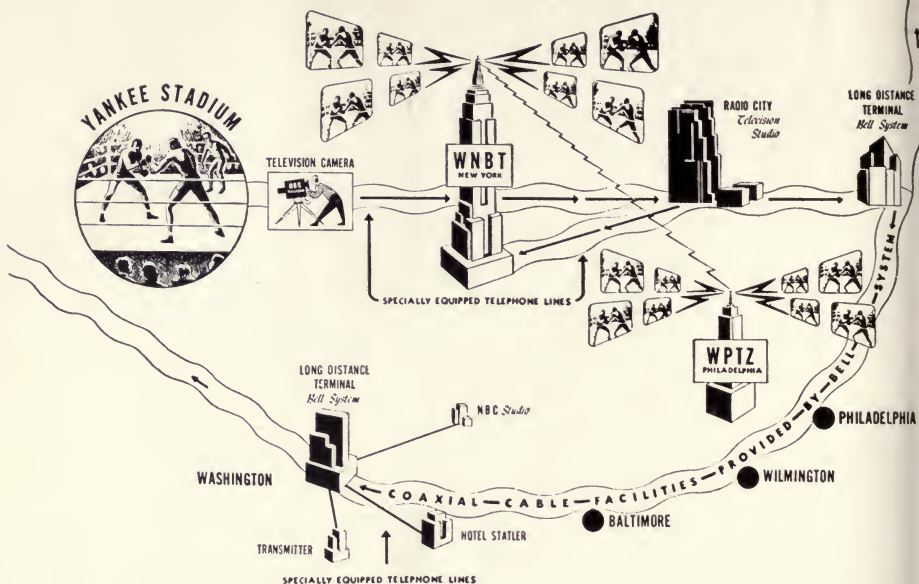 YANKEE STADIUM
TELEVISION CAMERA
NBC
WNBT
NEW YORK
RADIO CITY
Television
Studio
LONG DISTANCE
TERMINAL
Bell System
SPECIALLY EQUIPPED TELEPHONE LINES
WPTZ
PHILADELPHIA
LONG DISTANCE
TERMINAL
Bell System
NBC Studio
WASHINGTON
COAXIAL—CABLE—FACILITIES—PROVIDED—BY—BELL—SYSTEM
PHILADELPHIA
WILMINGTON
BALTIMORE
HOTEL STATLER
TRANSMITTER
SPECIALLY EQUIPPED TELEPHONE LINES